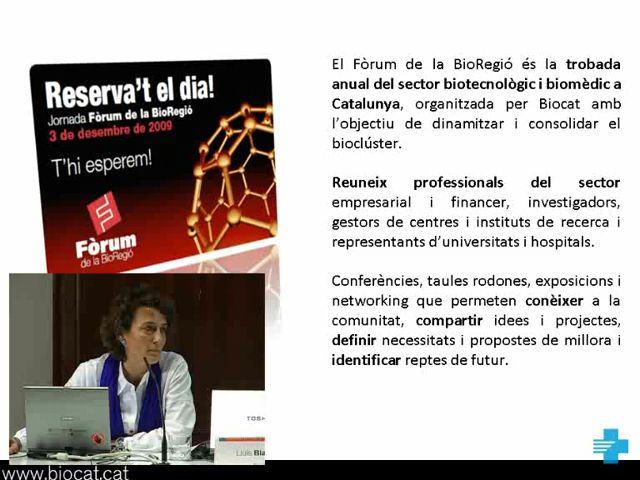 Reserva't el dia!
Jornada Fòrum de la BioRegió
3 de desembre de 2009
T'hi esperem!
Fòrum
de la BioRegió
El Fòrum de la BioRegió és la trobada
anual del sector biotecnològic i biomèdic a
Catalunya, organitzada per Biocat amb
l'objectiu de dinamitzar i consolidar el
bioclúster.
Reuneix professionals del sector
empresarial i financer, investigadors,
gestors de centres i instituts de recerca i
representants d'universitats i hospitals.
Conferències, taules rodones, exposicions i
networking que permeten conèixer a la
comunitat, compartir idees i projectes,
definir necessitats i propostes de millora i
identificar reptes de futur.
TOSH
Lluís Bla
www.biocat.cat